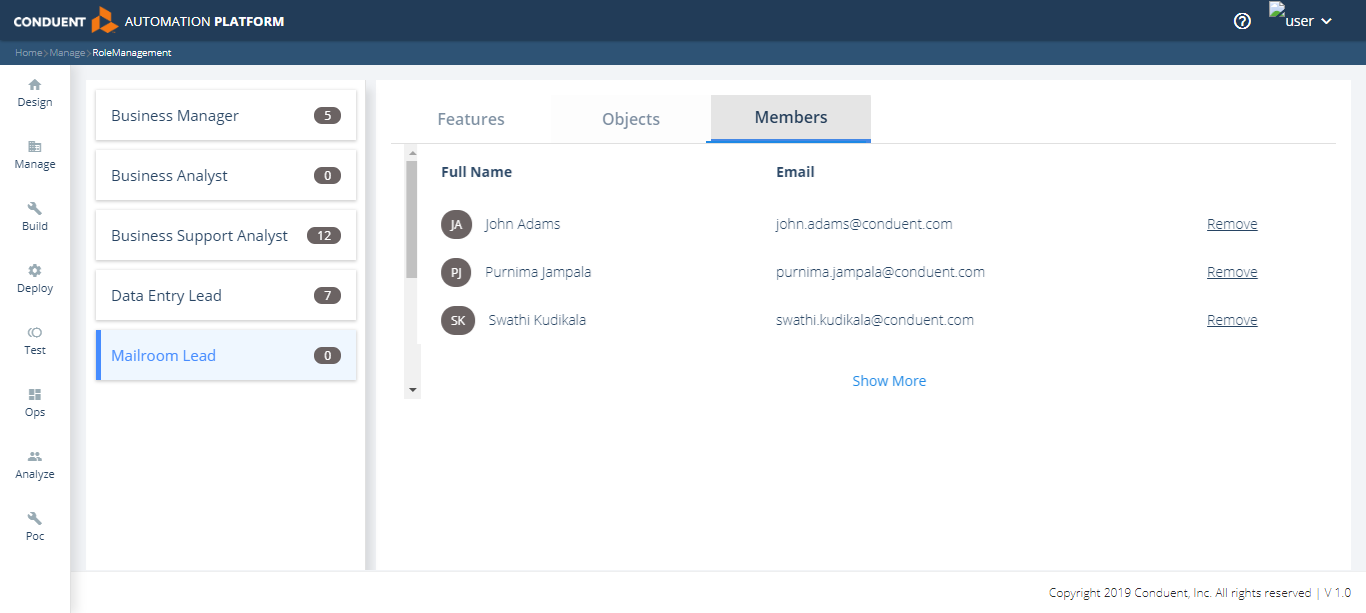 CONDUENT AUTOMATION PLATFORM
user
Home>Manage>RoleManagement
Design
Manage
Build
Deploy
Test
Ops
Analyze
Poc
Business Manager 5
Business Analyst 0
Business Support Analyst 12
Data Entry Lead 7
Mailroom Lead 0
Features Objects Members
Full Name Email
JA John Adams john.adams@conduent.com Remove
PJ Purnima Jampala purnima.jampala@conduent.com Remove
SK Swathi Kudikala swathi.kudikala@conduent.com Remove
Show More
Copyright 2019 Conduent, Inc. All rights reserved | V 1.0